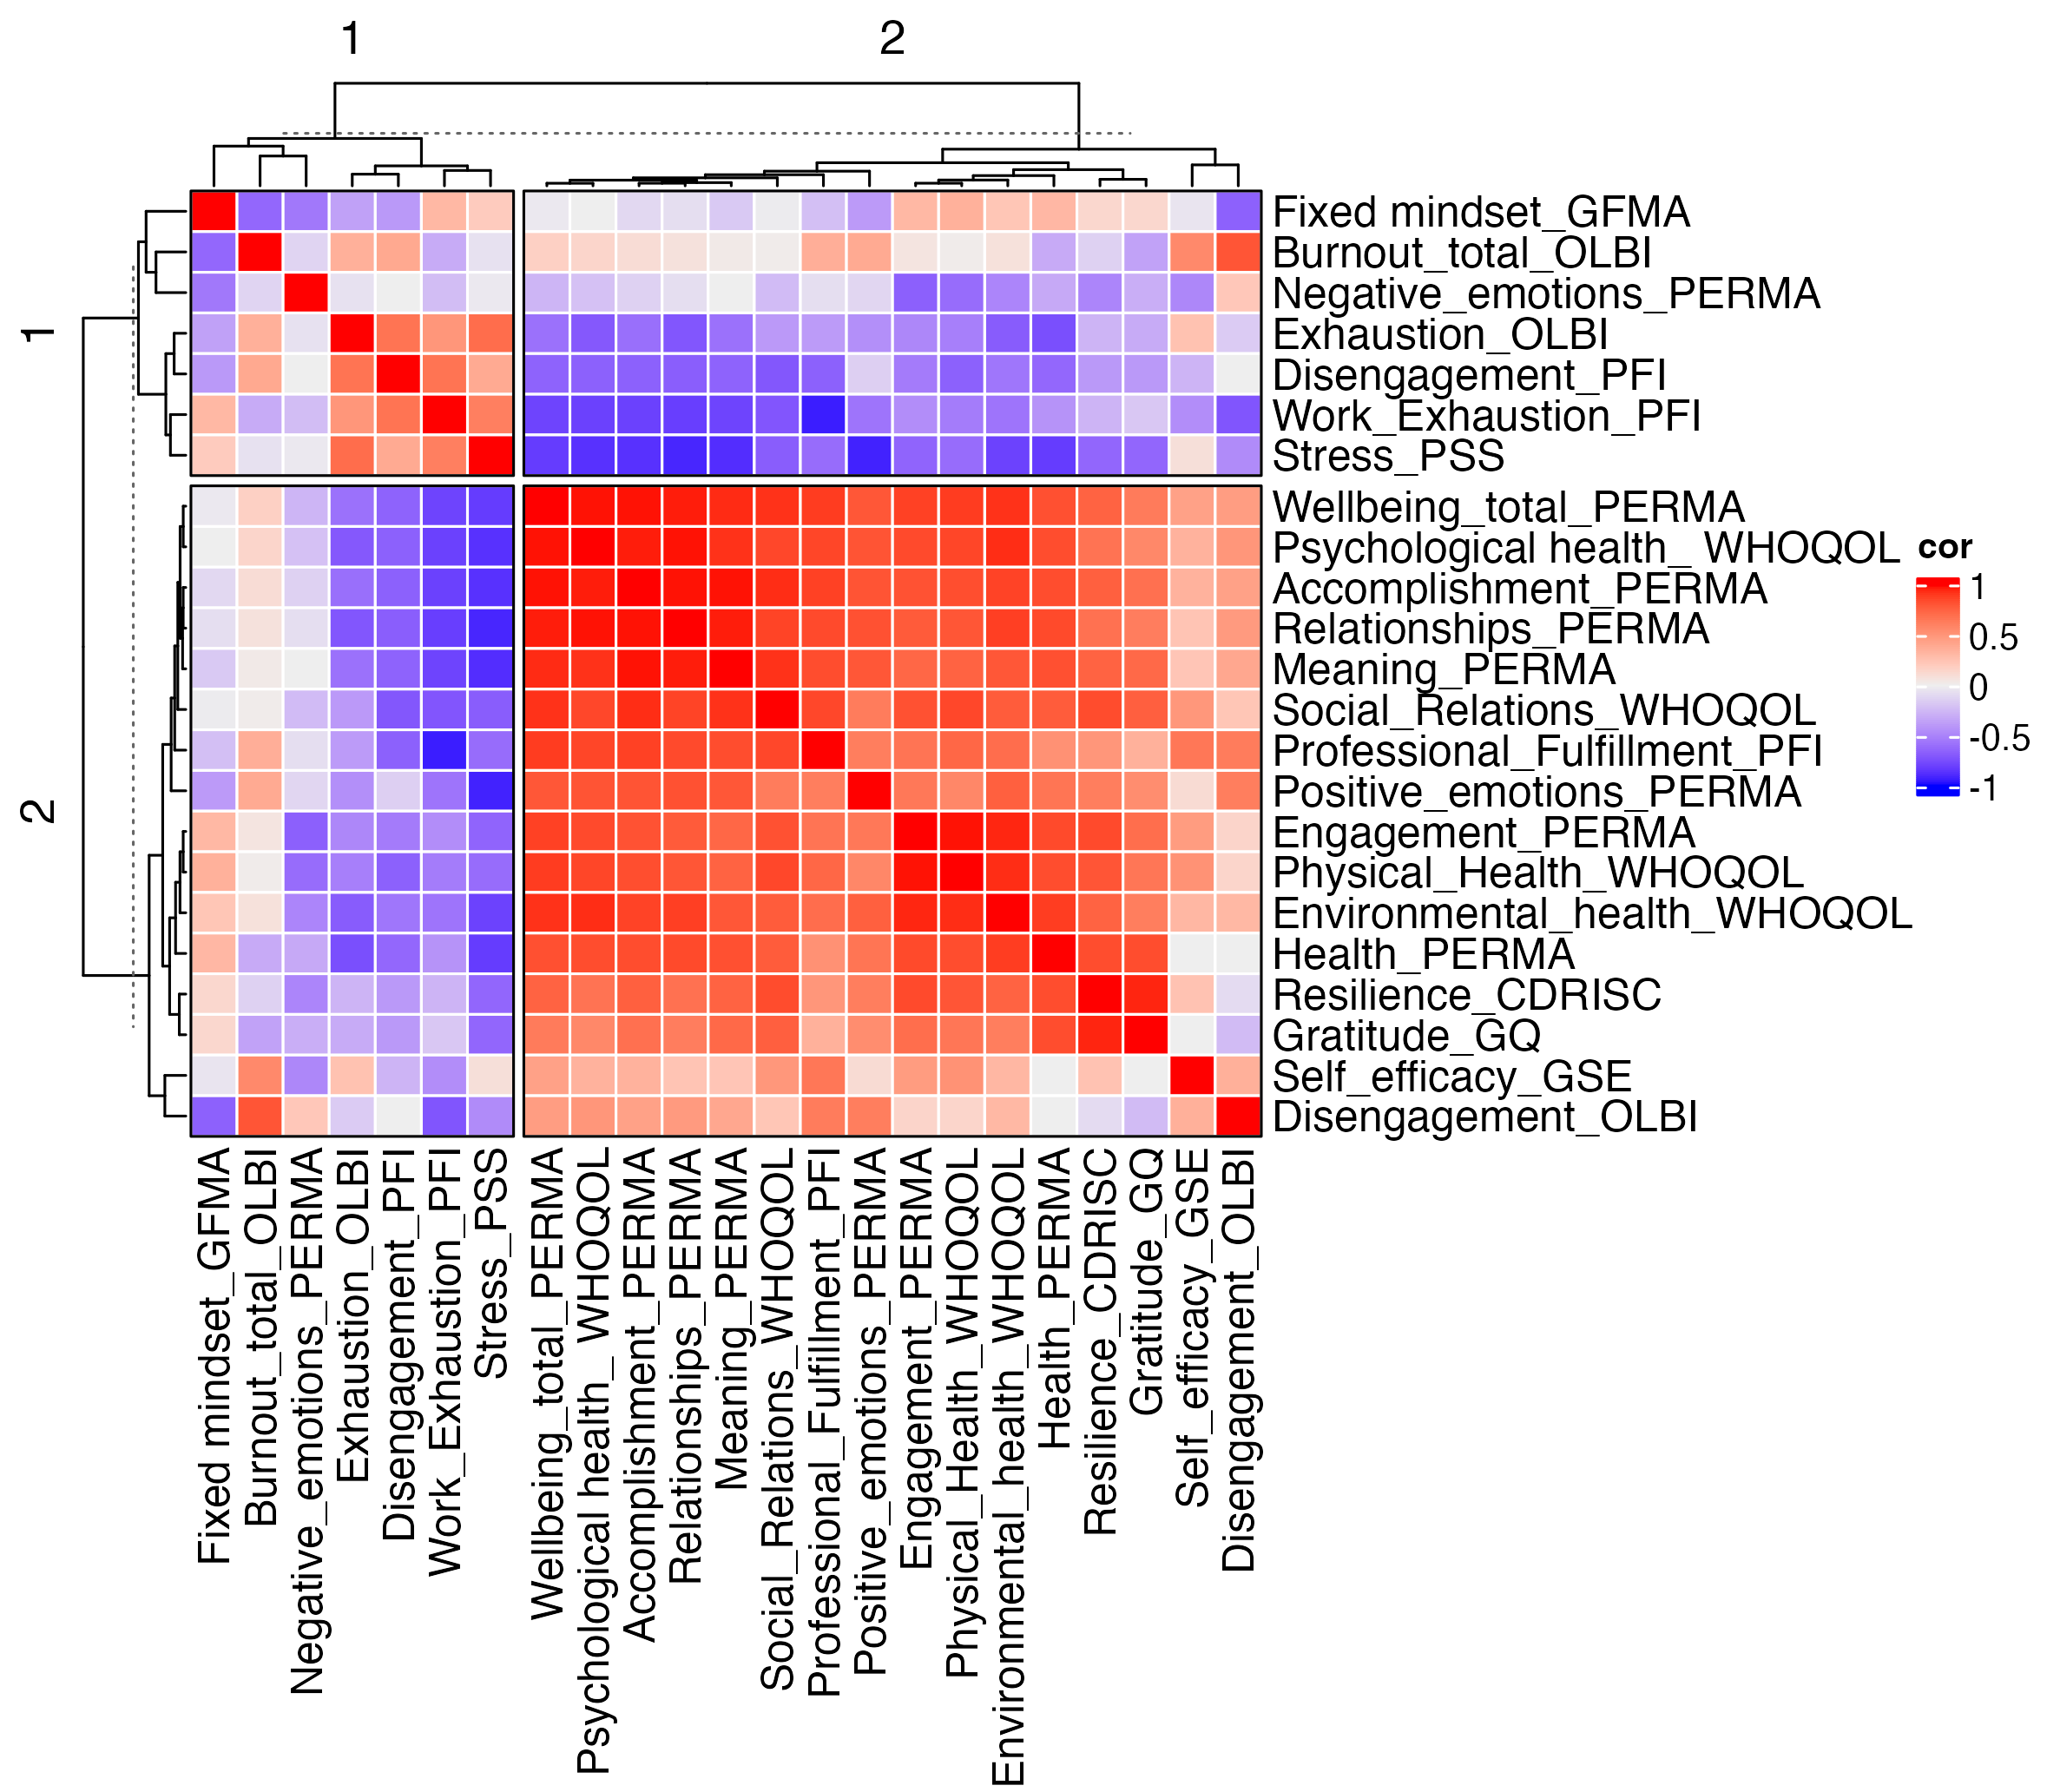 1
2
1
2
Fixed mindset_GFMA
Burnout_total_OLBI
Negative_emotions_PERMA
Exhaustion_OLBI
Disengagement_PFI
Work_Exhaustion_PFI
Stress_PSS
Wellbeing_total_PERMA
Psychological health_ WHOQOL
Accomplishment_PERMA
Relationships_PERMA
Meaning_PERMA
Social_Relations_WHOQOL
Professional_Fulfillment_PFI
Positive_emotions_PERMA
Engagement_PERMA
Physical_Health_WHOQOL
Environmental_health_WHOQOL
Health_PERMA
Resilience_CDRISC
Gratitude_GQ
Self_efficacy_GSE
Disengagement_OLBI
cor
1
0.5
0
-0.5
-1
Fixed mindset_GFMA
Burnout_total_OLBI
Negative_emotions_PERMA
Exhaustion_OLBI
Disengagement_PFI
Work_Exhaustion_PFI
Stress_PSS
Wellbeing_total_PERMA
Psychological health_ WHOQOL
Accomplishment_PERMA
Relationships_PERMA
Meaning_PERMA
Social_Relations_WHOQOL
Professional_Fulfillment_PFI
Positive_emotions_PERMA
Engagement_PERMA
Physical_Health_WHOQOL
Environmental_health_WHOQOL
Health_PERMA
Resilience_CDRISC
Gratitude_GQ
Self_efficacy_GSE
Disengagement_OLBI